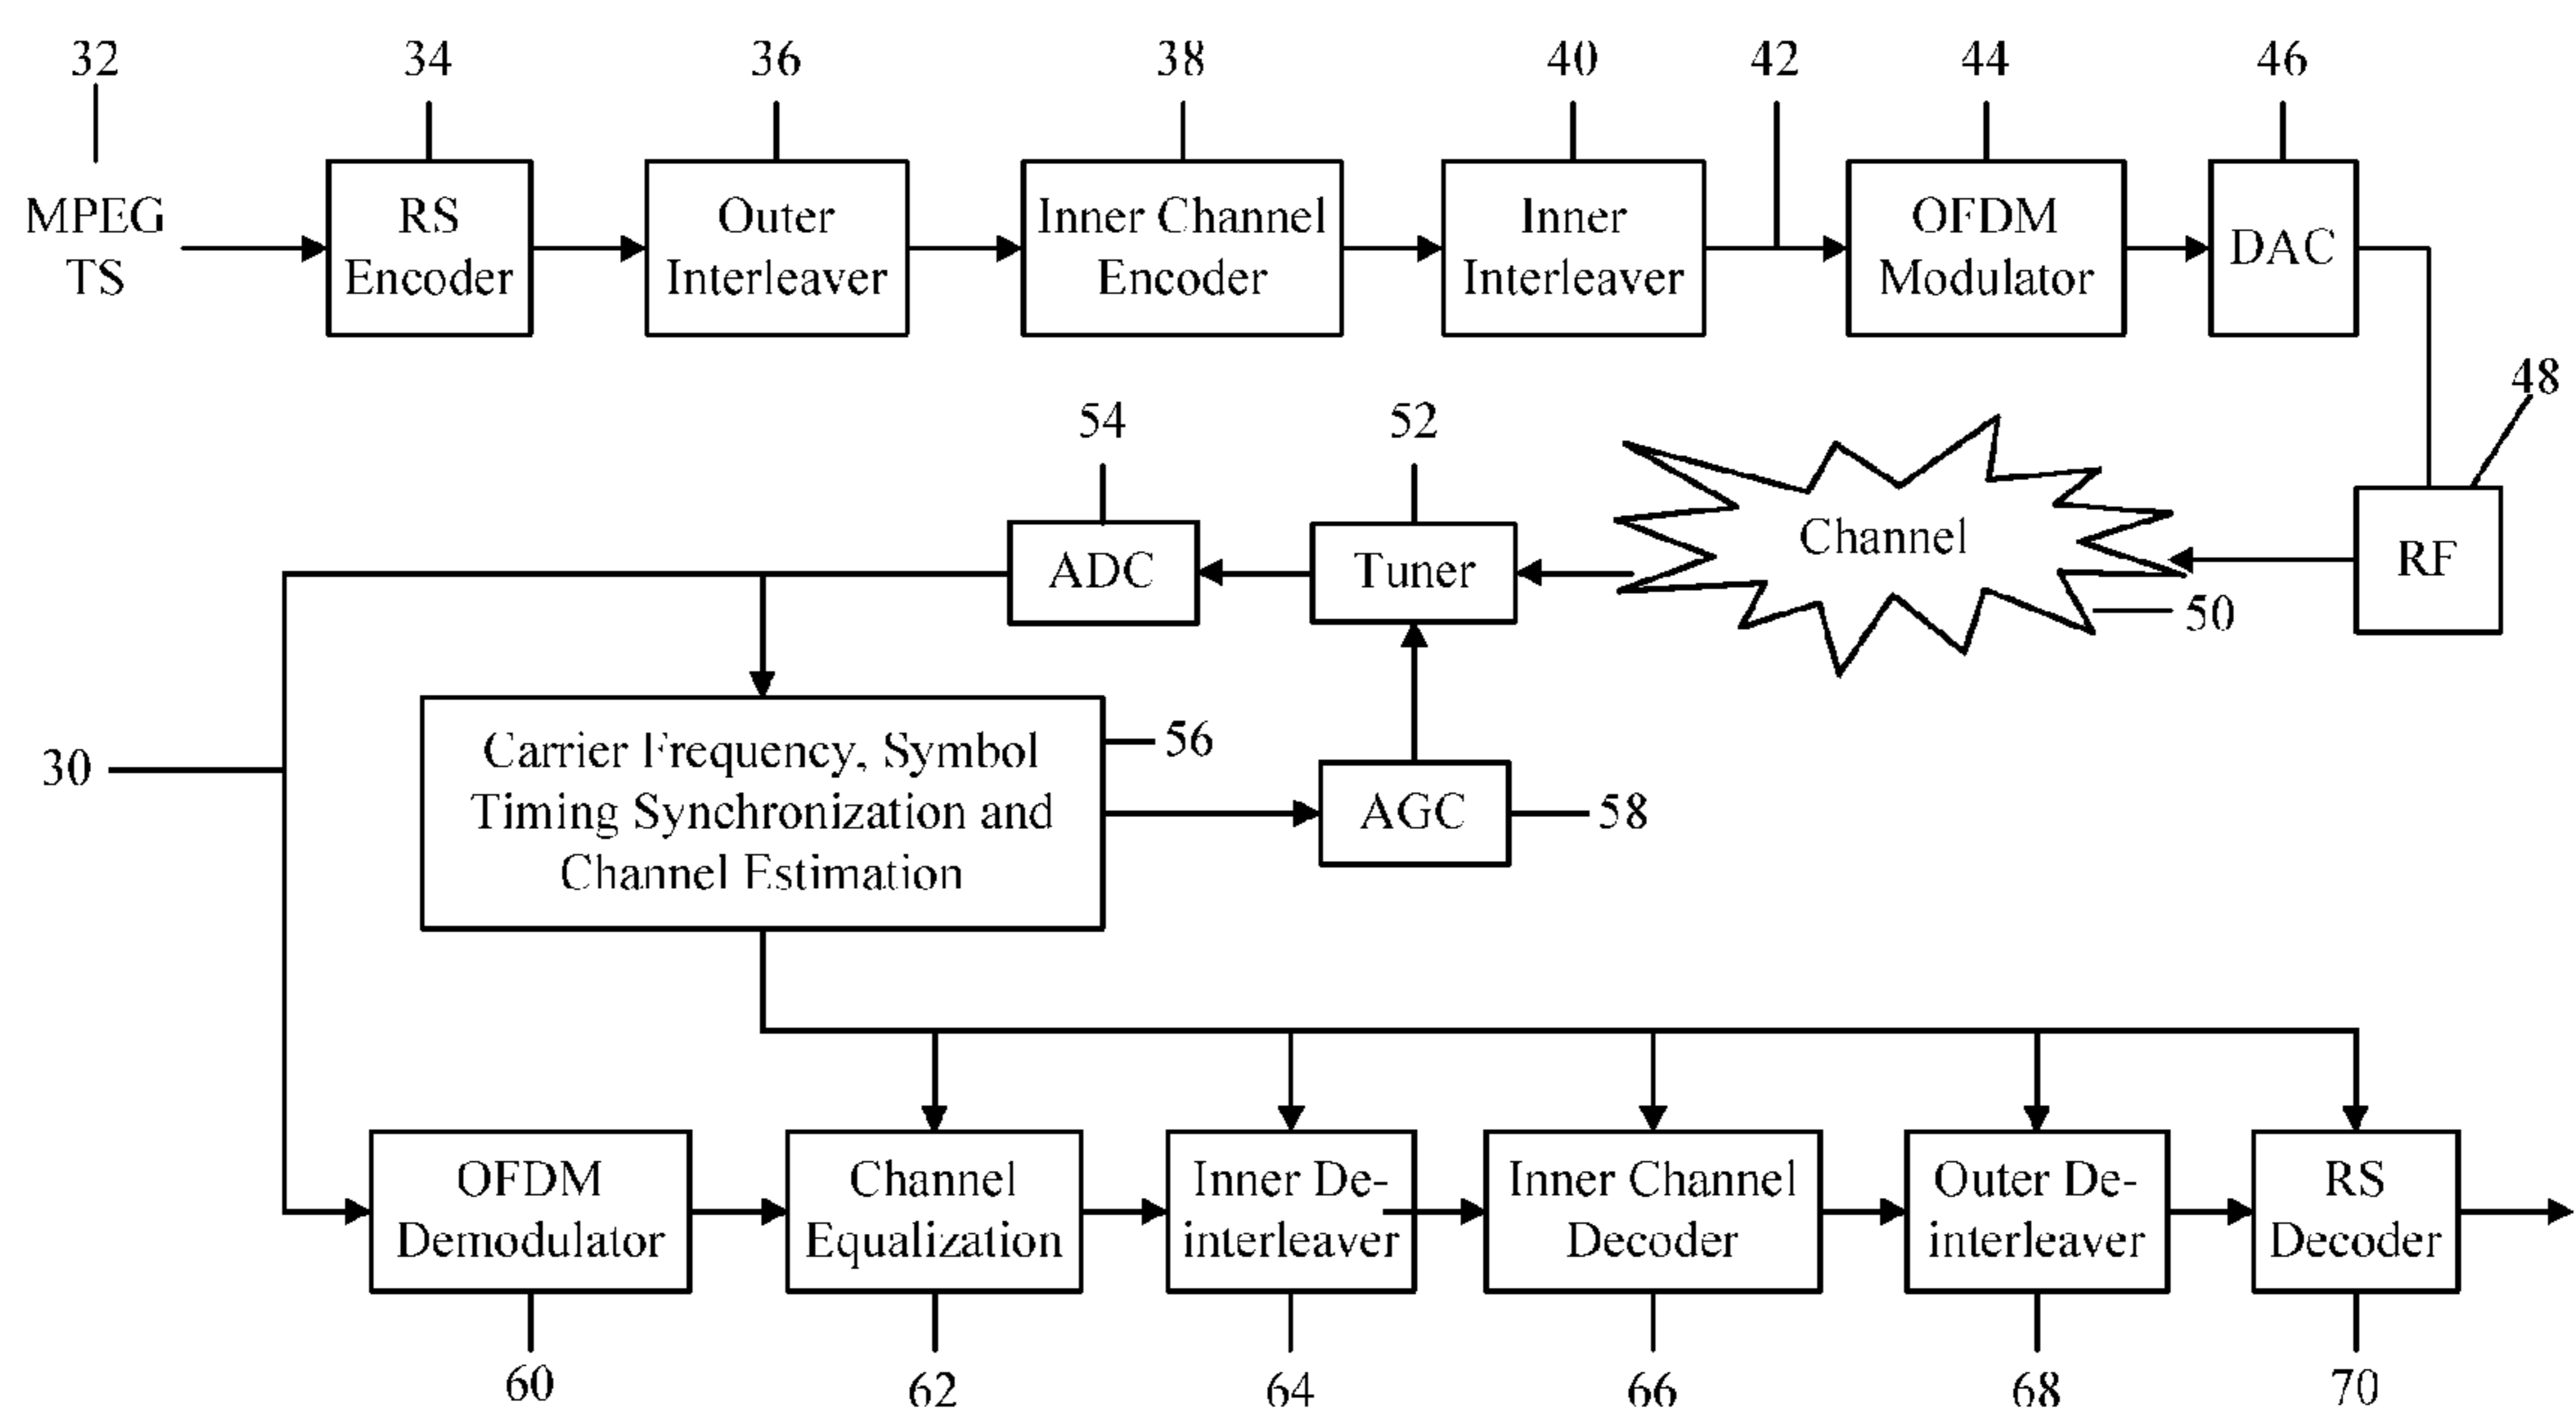 32
34
36
38
40
42
44
46
MPEG
TS
RS
Encoder
Outer
Interleaver
Inner Channel
Encoder
Inner
Interleaver
OFDM
Modulator
DAC
48
54
52
ADC
Tuner
Channel
RF
50
30
Carrier Frequency, Symbol
Timing Synchronization and
Channel Estimation
56
AGC
58
OFDM
Demodulator
Channel
Equalization
Inner De-
interleaver
Inner Channel
Decoder
Outer De-
interleaver
RS
Decoder
60
62
64
66
68
70